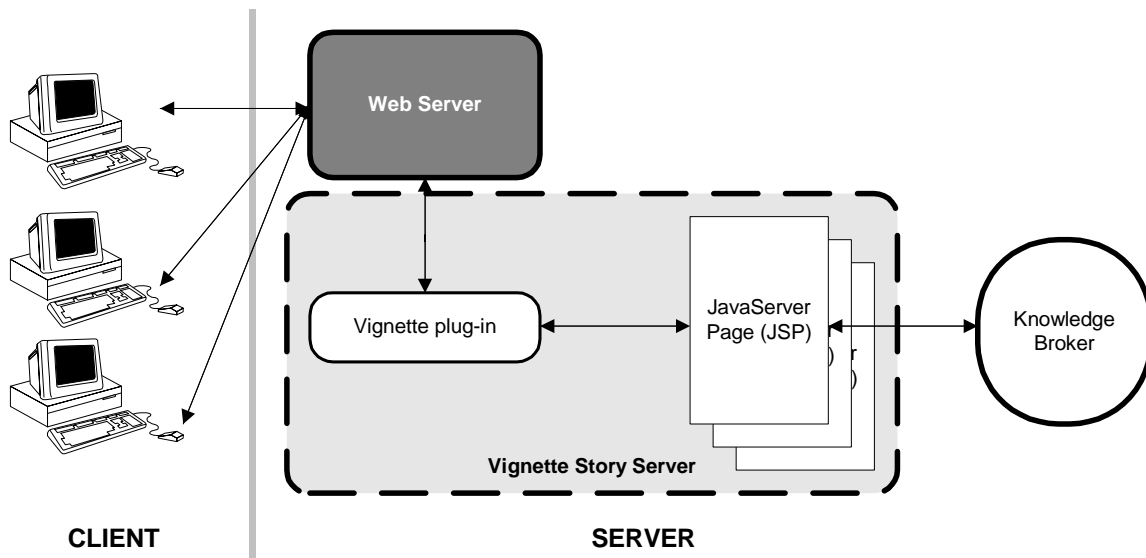 Web Server
Vignette plug-in
JavaServer
Page (JSP)
r
)
r
)
Knowledge
Broker
Vignette Story Server
CLIENT
SERVER